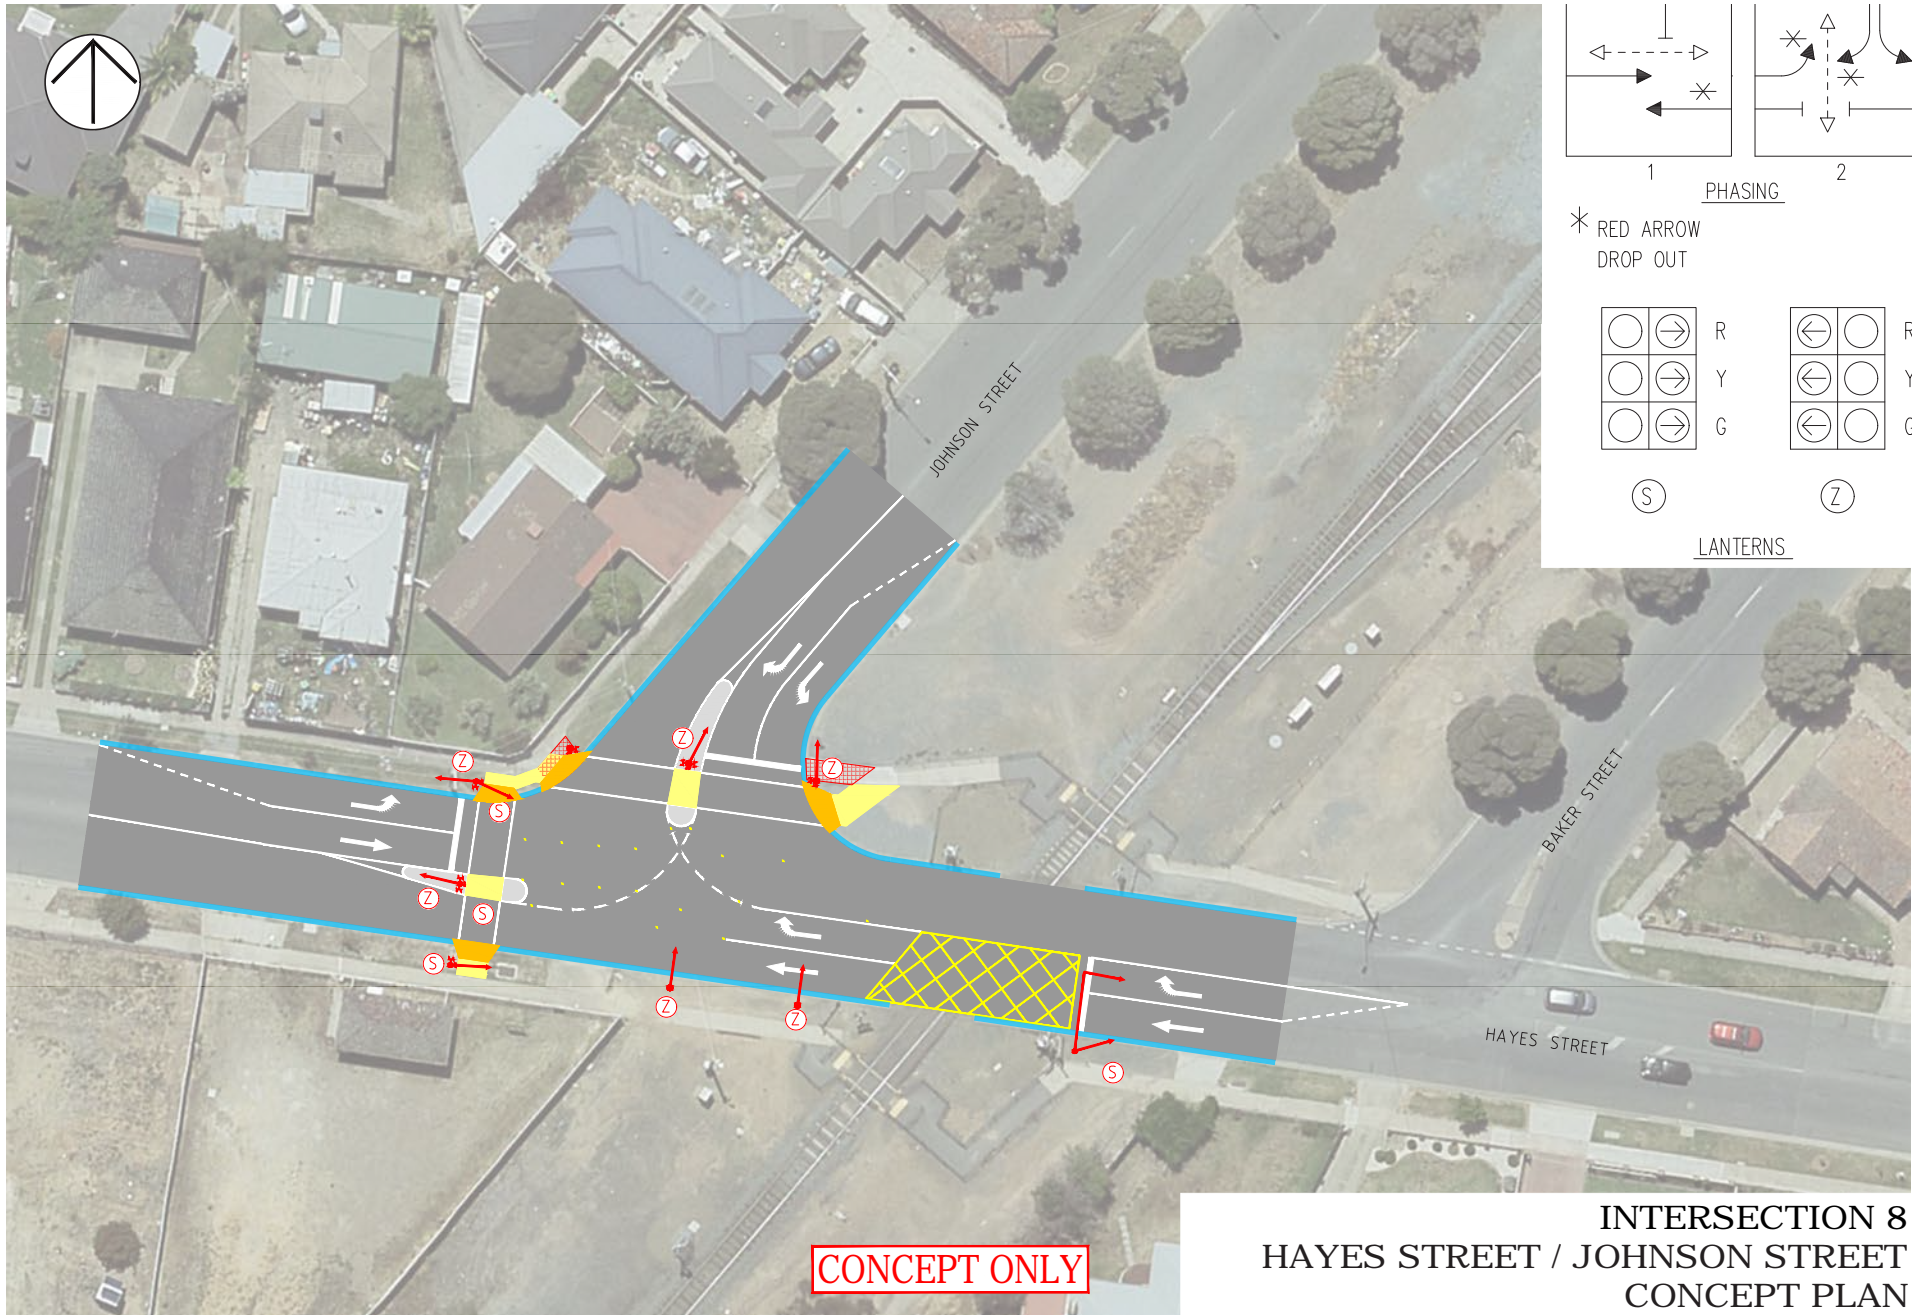 1
2
PHASING
RED ARROW
DROP OUT
R
R
Y
Y
G
G
S
Z
LANTERNS
JOHNSON STREET
BAKER STREET
HAYES STREET
Z
Z
Z
S
Z
S
S
Z
Z
S
CONCEPT ONLY
INTERSECTION 8
HAYES STREET / JOHNSON STREET
CONCEPT PLAN